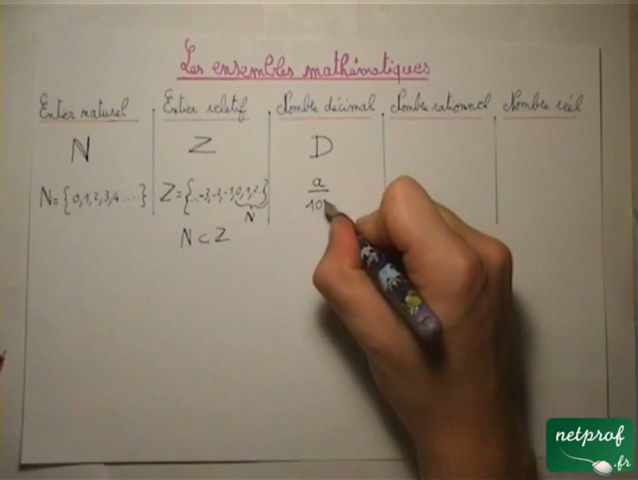 Les ensembles mathématiques
Entier naturel Entier relatif Nombre décimal Nombre rationnel Nombre réel
N Z D
N = {0,1,2,3,4....} Z = {...-3,-2,-1,0,1,2.} a
N 10
N ⊂ Z
netprof
.fr